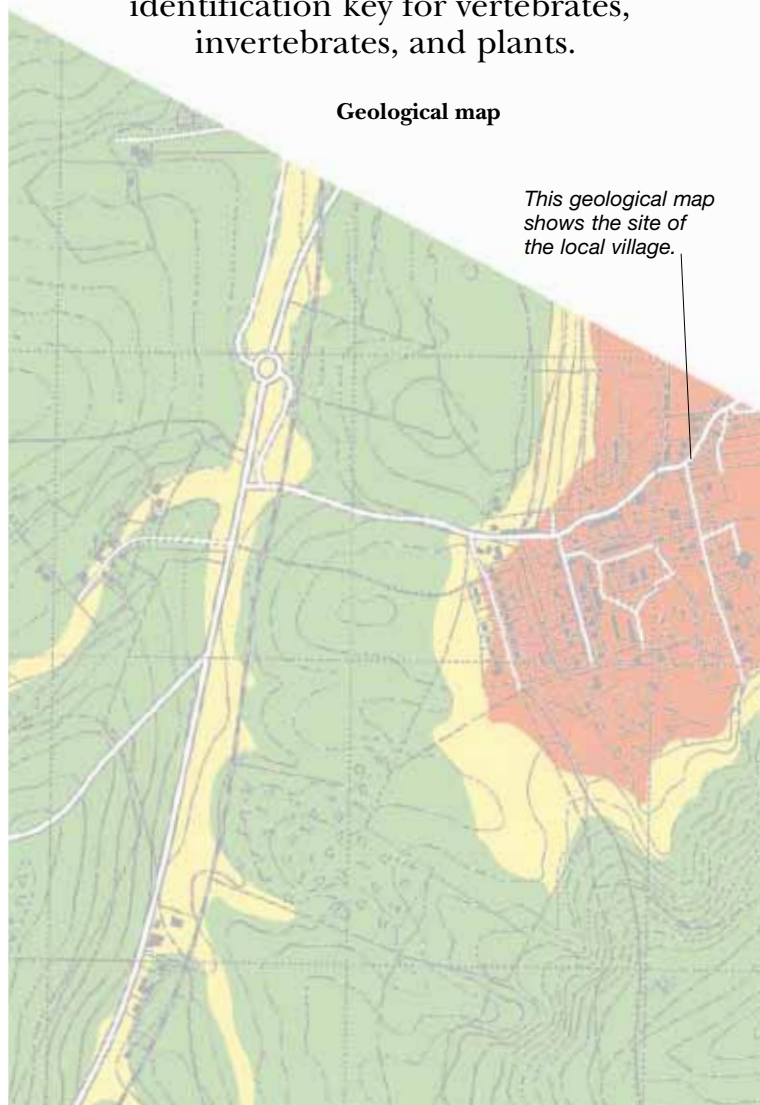 identification key for vertebrates,
invertebrates, and plants.
Geological map
This geological map
shows the site of
the local village.